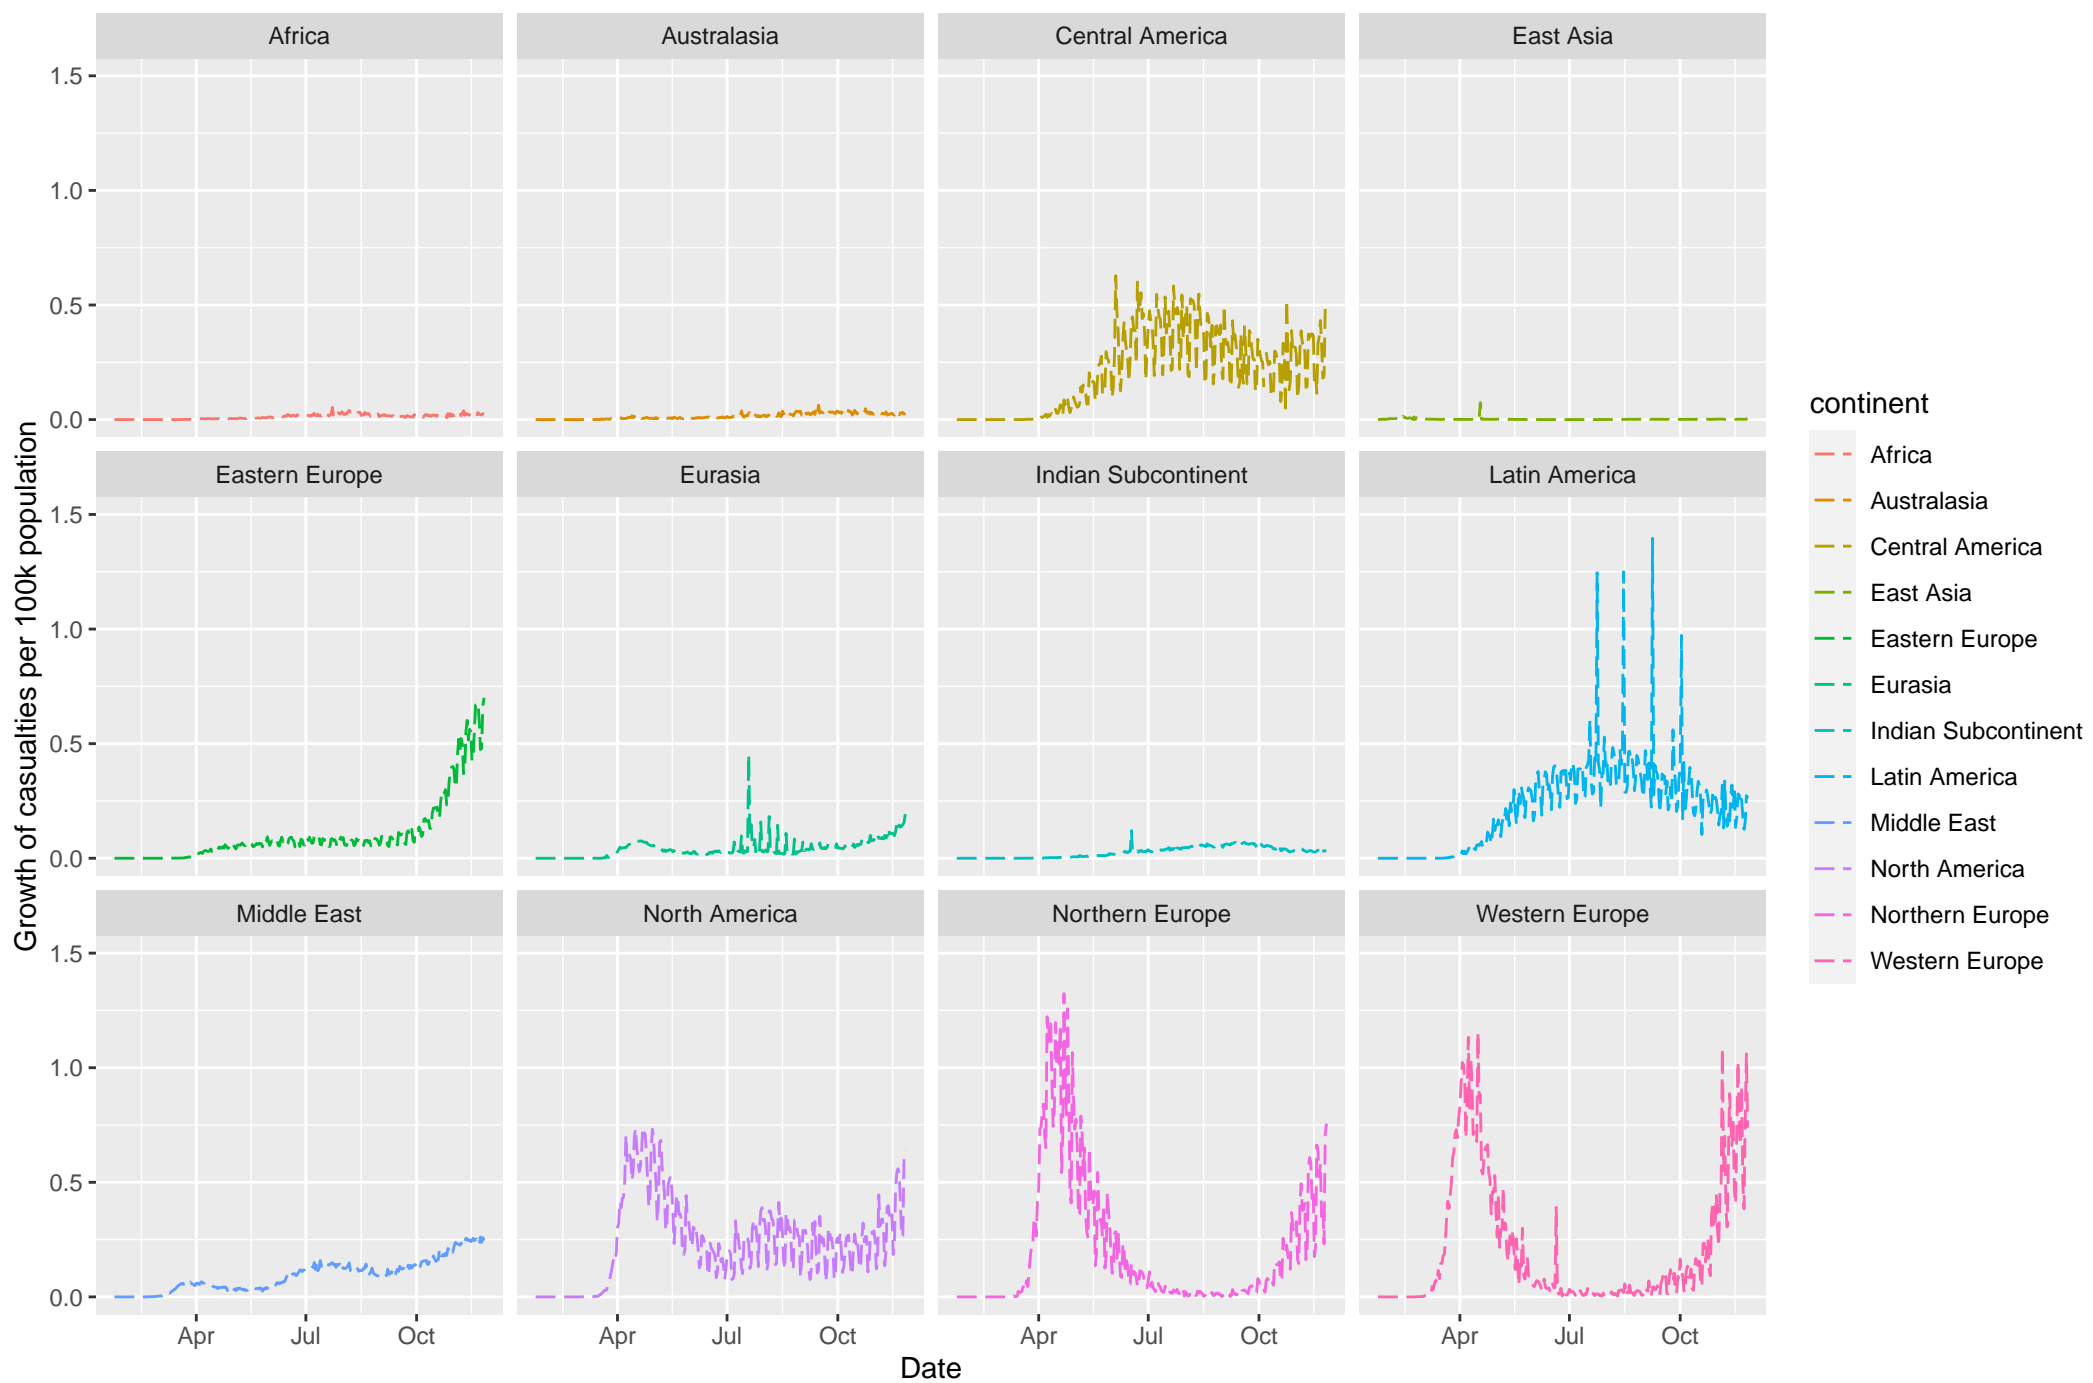 Africa
Australasia
Central America
East Asia
1.5
1.0
0.5
0.0
Eastern Europe
Eurasia
Indian Subcontinent
Latin America
1.5
1.0
0.5
0.0
Middle East
North America
Northern Europe
Western Europe
1.5
1.0
0.5
0.0
Apr Jul Oct
Apr Jul Oct
Apr Jul Oct
Apr Jul Oct
Date
Growth of casualties per 100k population
continent
Africa
Australasia
Central America
East Asia
Eastern Europe
Eurasia
Indian Subcontinent
Latin America
Middle East
North America
Northern Europe
Western Europe